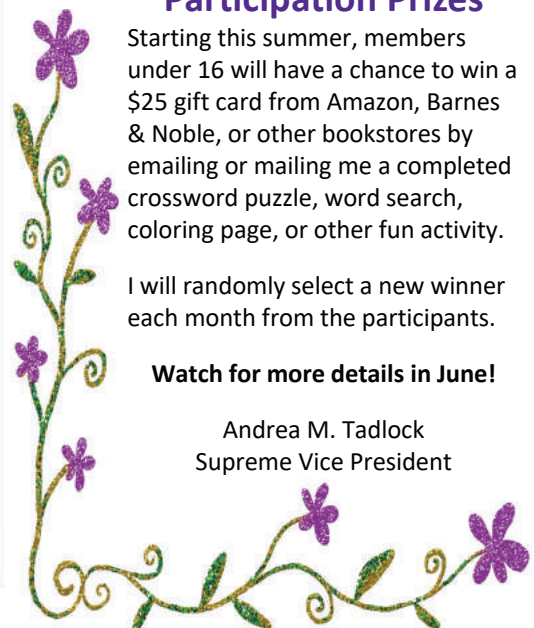 Participation Prizes
Starting this summer, members
under 16 will have a chance to win a
$25 gift card from Amazon, Barnes
& Noble, or other bookstores by
emailing or mailing me a completed
crossword puzzle, word search,
coloring page, or other fun activity.
I will randomly select a new winner
each month from the participants.
Watch for more details in June!
Andrea M. Tadlock
Supreme Vice President